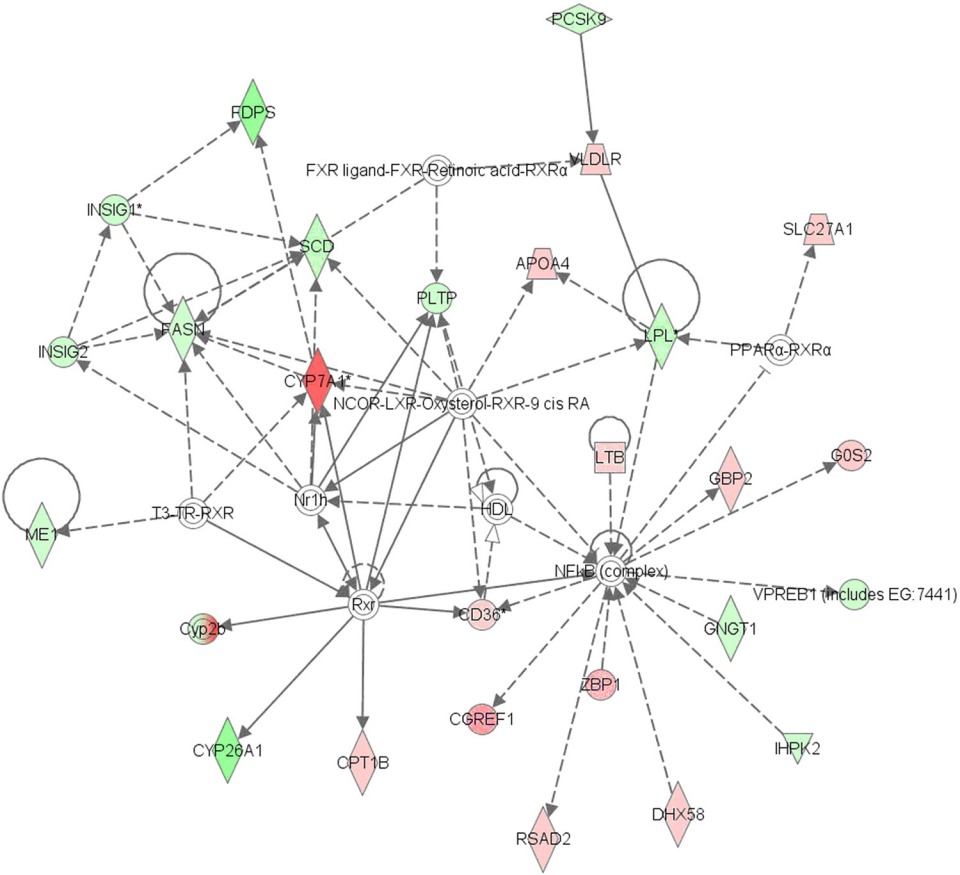 PCSK9
FDPS
VLDLR
FXR ligand-FXR-Retinoic acid-RXRα
INSIG1*
SLC27A1
SCD
APOA4
PLTP
FASN
LPL*
INSIG2
PPARα-RXRα
CYP7A1*
NCOR-LXR-Oxysterol-RXR-9 cis RA
LTB
G0S2
GBP2
Nr1h
HDL
T3-TR-RXR
ME1
NFkB (complex)
VPREB1 (includes EG:7441)
Rxr
CD36*
Cyp2b
GNGT1
ZBP1
CGREF1
CYP26A1
CPT1B
IHPK2
DHX58
RSAD2